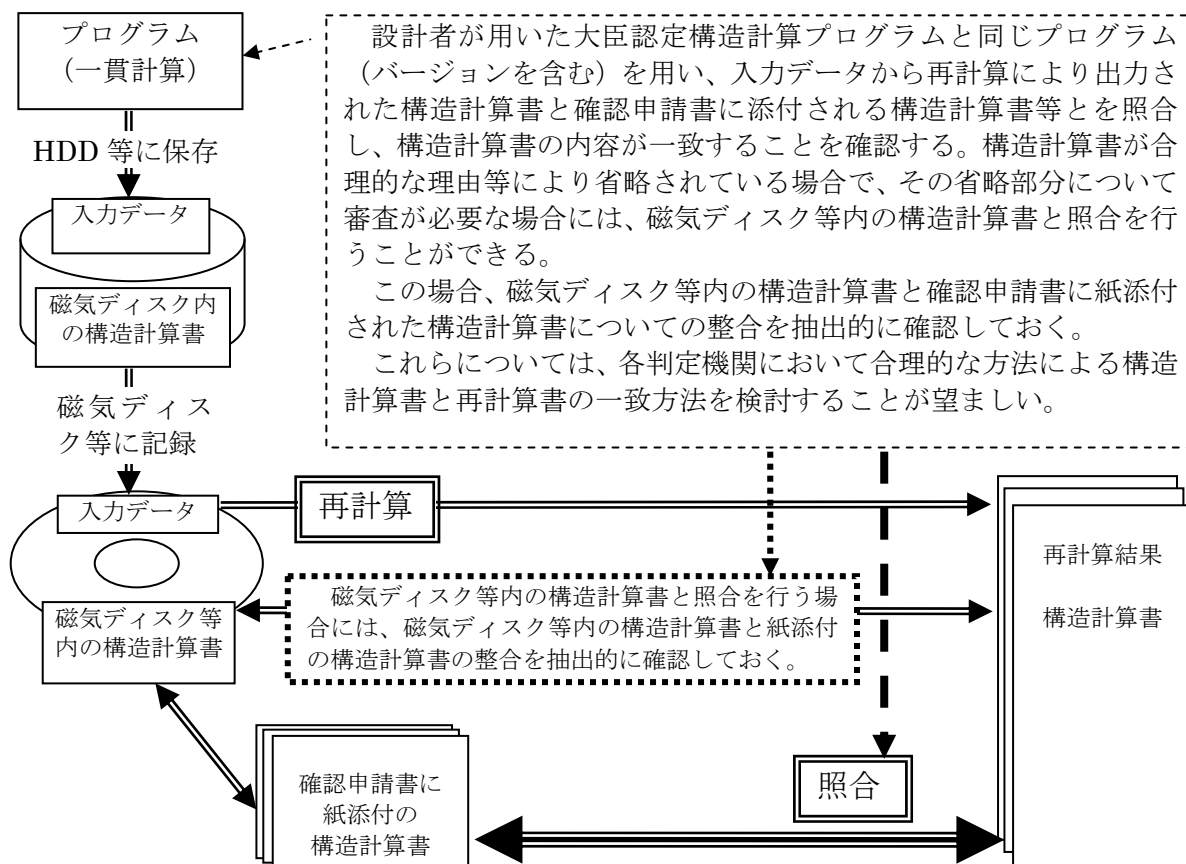 プログラム
（一貫計算）
設計者が用いた大臣認定構造計算プログラムと同じプログラム
（バージョンを含む）を用い、入力データから再計算により出力さ
れた構造計算書と確認申請書に添付される構造計算書等とを照合
し、構造計算書の内容が一致することを確認する。構造計算書が合
理的な理由等により省略されている場合で、その省略部分について
審査が必要な場合には、磁気ディスク等内の構造計算書と照合を行
うことができる。
この場合、磁気ディスク等内の構造計算書と確認申請書に紙添付
された構造計算書についての整合を抽出的に確認しておく。
これらについては、各判定機関において合理的な方法による構造
計算書と再計算書の一致方法を検討することが望ましい。
HDD 等に保存
入力データ
磁気ディスク内
の構造計算書
磁気ディス
ク等に記録
入力データ
再計算
再計算結果
構造計算書
磁気ディスク等
内の構造計算書
磁気ディスク等内の構造計算書と照合を行う場
合には、磁気ディスク等内の構造計算書と紙添付
の構造計算書の整合を抽出的に確認しておく。
照合
確認申請書に
紙添付の
構造計算書